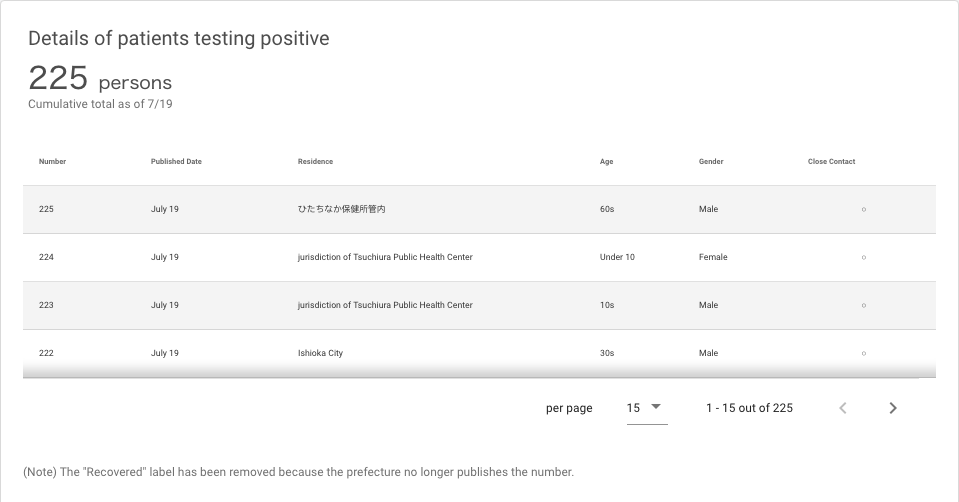 Details of patients testing positive
225 persons
Cumulative total as of 7/19
Number Published Date Residence Age Gender Close Contact
225 July 19 ひたちなか保健所管内 60s Male ○
224 July 19 jurisdiction of Tsuchiura Public Health Center Under 10 Female ○
223 July 19 jurisdiction of Tsuchiura Public Health Center 10s Male ○
222 July 19 Ishioka City 30s Male ○
per page 15 1 - 15 out of 225
(Note) The "Recovered" label has been removed because the prefecture no longer publishes the number.